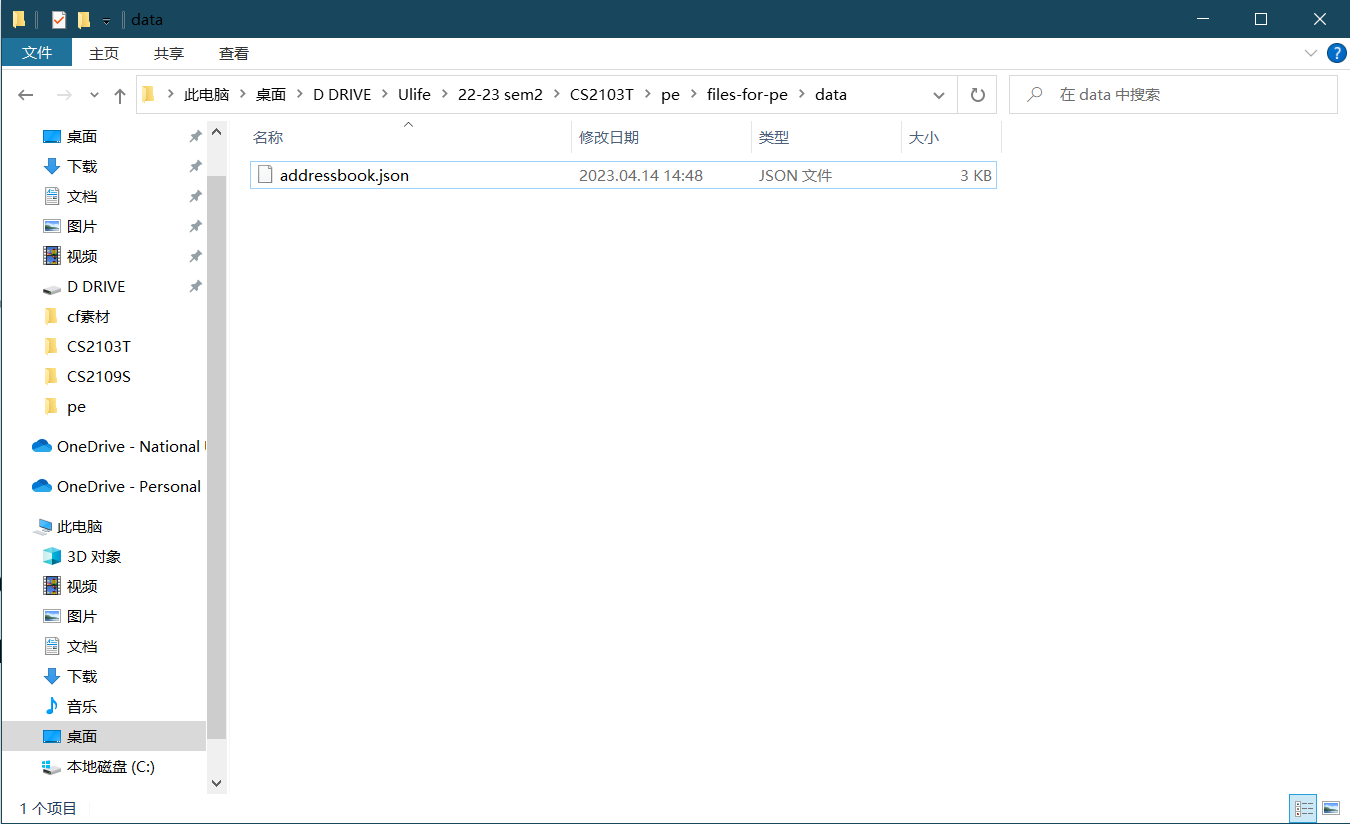 data
文件 主页 共享 查看
此电脑 桌面 D DRIVE Ulife 22-23 sem2 CS2103T pe files-for-pe data
在 data 中搜索
名称 修改日期 类型 大小
addressbook.json 2023.04.14 14:48 JSON 文件 3 KB
桌面
下载
文档
图片
视频
D DRIVE
cf素材
CS2103T
CS2109S
pe
OneDrive - National
OneDrive - Personal
此电脑
3D 对象
视频
图片
文档
下载
音乐
桌面
本地磁盘 (C:)
1 个项目